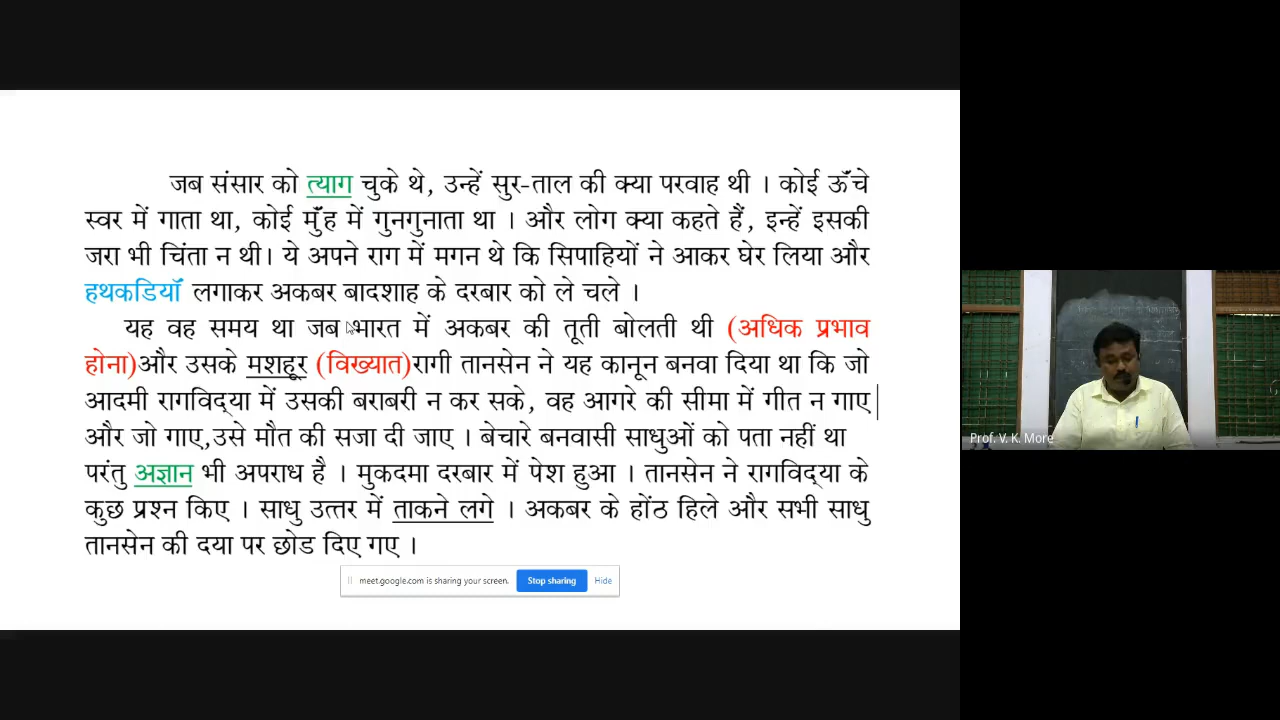 जब संसार को त्याग चुके थे, उन्हें सुर-ताल की क्या परवाह थी । कोई ऊँचे
स्वर में गाता था, कोई मुँह में गुनगुनाता था । और लोग क्या कहते हैं, इन्हें इसकी
जरा भी चिंता न थी। ये अपने राग में मगन थे कि सिपाहियों ने आकर घेर लिया और
हथकडियाँ लगाकर अकबर बादशाह के दरबार को ले चले ।
यह वह समय था जब भारत में अकबर की तूती बोलती थी (अधिक प्रभाव
होना)और उसके मशहूर (विख्यात)रागी तानसेन ने यह कानून बनवा दिया था कि जो
आदमी रागविद्‌या में उसकी बराबरी न कर सके, वह आगरे की सीमा में गीत न गाए
और जो गाए,उसे मौत की सजा दी जाए । बेचारे बनवासी साधुओं को पता नहीं था
परंतु अज्ञान भी अपराध है । मुकदमा दरबार में पेश हुआ । तानसेन ने रागविद्‌या के
कुछ प्रश्न किए । साधु उत्तर में ताकने लगे । अकबर के होंठ हिले और सभी साधु
तानसेन की दया पर छोड दिए गए ।
meet.google.com is sharing your screen. Stop sharing Hide
Prof. V. K. More